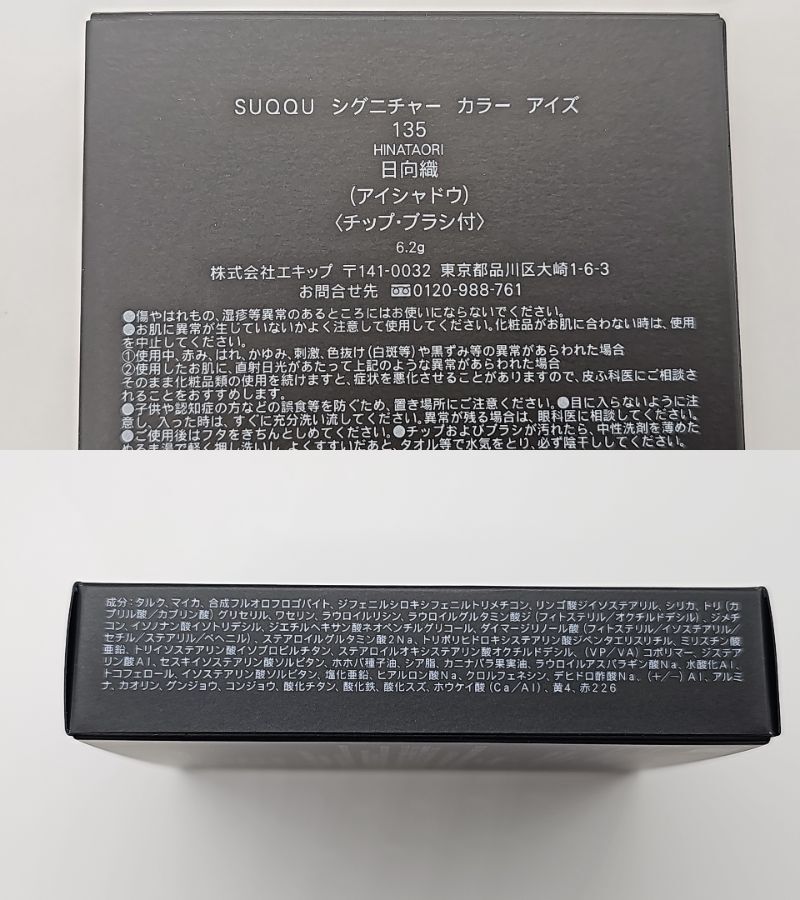 SUQQU シグニチャー カラー アイズ
135
HINATAORI
日向織
(アイシャドウ)
〈チップ・ブラシ付〉
6.2g
株式会社エキップ 〒141-0032 東京都品川区大崎1-6-3
お問合せ先 0120-988-761
●傷やはれもの、湿疹等異常のあるところにはお使いにならないでください。
●お肌に異常が生じていないかよく注意して使用してください。化粧品がお肌に合わない時は、使用
を中止してください。
①使用中、赤み、はれ、かゆみ、刺激、色抜け(白斑等)や黒ずみ等の異常があらわれた場合
②使用したお肌に、直射日光があたって上記のような異常があらわれた場合
そのまま化粧品類の使用を続けますと、症状を悪化させることがありますので、皮ふ科医にご相談さ
れることをおすすめします。
●子供や認知症の方などの誤食等を防ぐため、置き場所にご注意ください。●目に入らないように注
意し、入った時は、すぐに充分洗い流してください。異常が残る場合は、眼科医に相談してください。
●ご使用後はフタをきちんとしめてください。●チップおよびブラシが汚れたら、中性洗剤を薄めた
ぬるま湯で軽く押し洗いし、よくすすいだあと、タオル等で水気をとり、必ず陰干ししてください。
成分：タルク、マイカ、合成フルオロフロゴパイト、ジフェニルシロキシフェニルトリメチコン、リンゴ酸ジイソステアリル、シリカ、トリ(カ
プリル酸／カプリン酸)グリセリル、ワセリン、ラウロイルリシン、ラウロイルグルタミン酸ジ(フィトステリル／オクチルドデシル)、ジメチ
コン、イソノナン酸イソトリデシル、ジエチルヘキサン酸ネオペンチルグリコール、ダイマージリノール酸(フィトステリル／イソステアリル／
セチル／ステアリル／ベヘニル)、ステアロイルグルタミン酸2Na、トリポリヒドロキシステアリン酸ジペンタエリスリチル、ミリスチン酸
亜鉛、トリイソステアリン酸イソプロピルチタン、ステアロイルオキシステアリン酸オクチルドデシル、(VP/VA)コポリマー、ジステア
リン酸Al、セスキイソステアリン酸ソルビタン、ホホバ種子油、シア脂、カニナバラ果実油、ラウロイルアスパラギン酸Na、水酸化Al、
トコフェロール、イソステアリン酸ソルビタン、塩化亜鉛、ヒアルロン酸Na、クロルフェネシン、デヒドロ酢酸Na、(+/−)Al、アルミ
ナ、カオリン、グンジョウ、コンジョウ、酸化チタン、酸化鉄、酸化スズ、ホウケイ酸(Ca/Al)、黄4、赤226